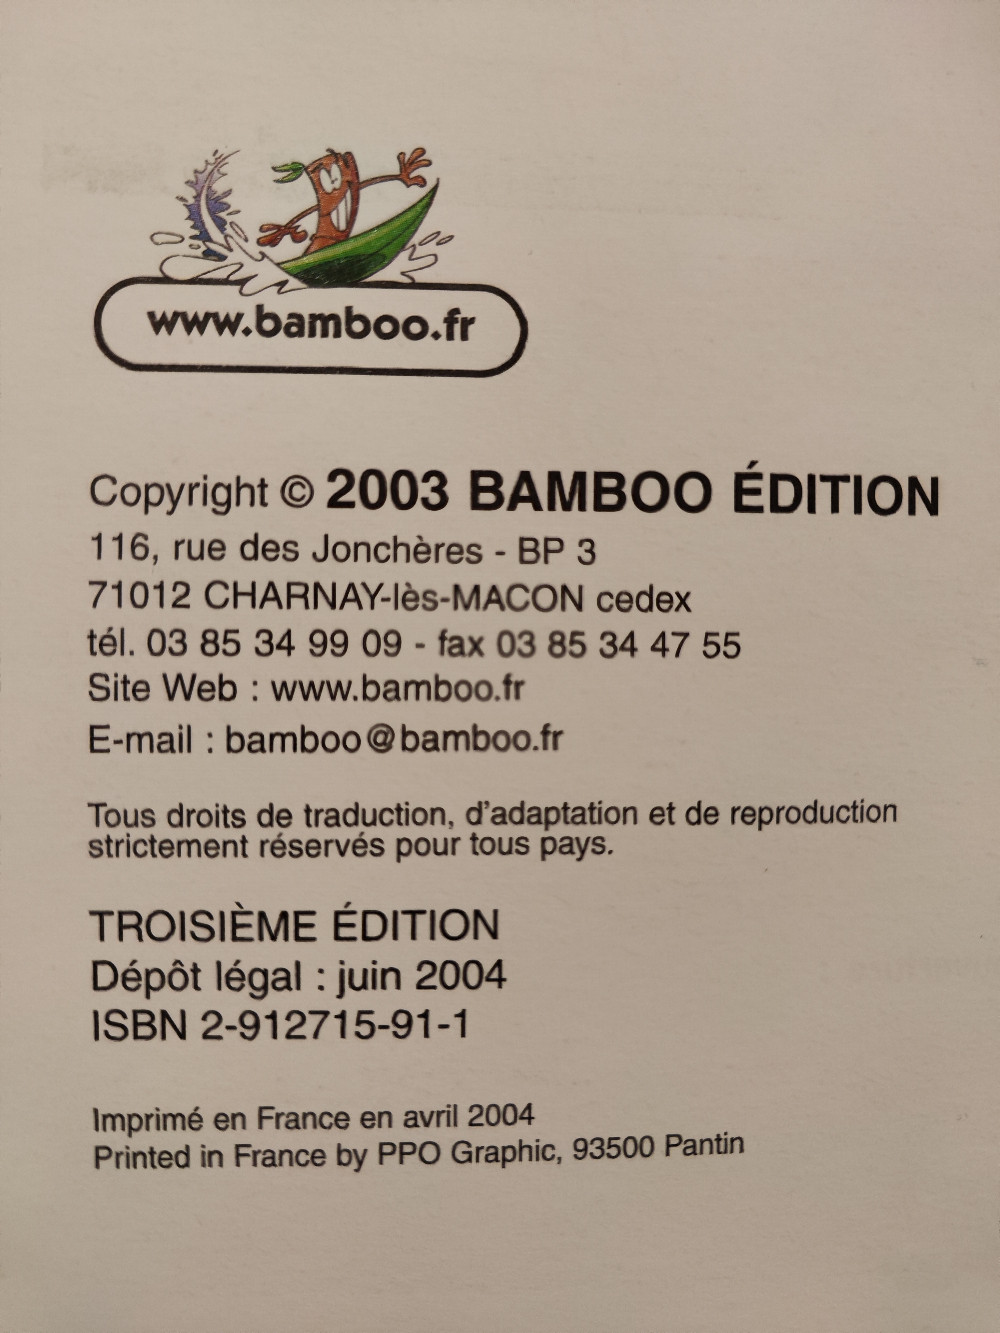 www.bamboo.fr
Copyright © 2003 BAMBOO ÉDITION
116, rue des Jonchères - BP 3
71012 CHARNAY-lès-MACON cedex
tél. 03 85 34 99 09 - fax 03 85 34 47 55
Site Web : www.bamboo.fr
E-mail : bamboo@bamboo.fr
Tous droits de traduction, d'adaptation et de reproduction
strictement réservés pour tous pays.
TROISIÈME ÉDITION
Dépôt légal : juin 2004
ISBN 2-912715-91-1
Imprimé en France en avril 2004
Printed in France by PPO Graphic, 93500 Pantin